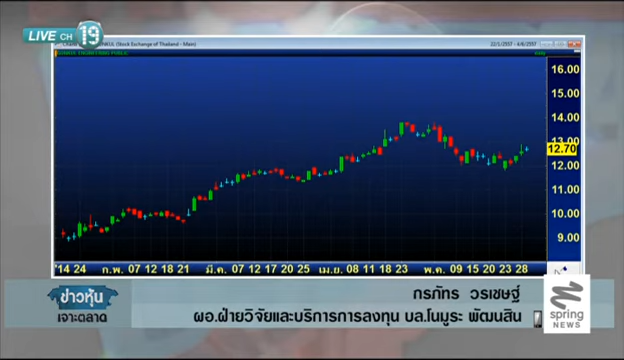 LIVE CH 19
(Stock Exchange of Thailand - Main)
16.00
15.00
14.00
13.00
12.70
12.00
11.00
10.00
9.00
'14 24 ก.พ. 07 12 18 21 มี.ค. 07 12 17 20 25 เม.ย. 08 11 18 23 พ.ค. 09 15 20 23 28
ข่าวหุ้น
เจาะตลาด
กรภัทร วรเชษฐ์
ผอ.ฝ่ายวิจัยและบริการการลงทุน บล.โนมูระ พัฒนสิน
spring
NEWS